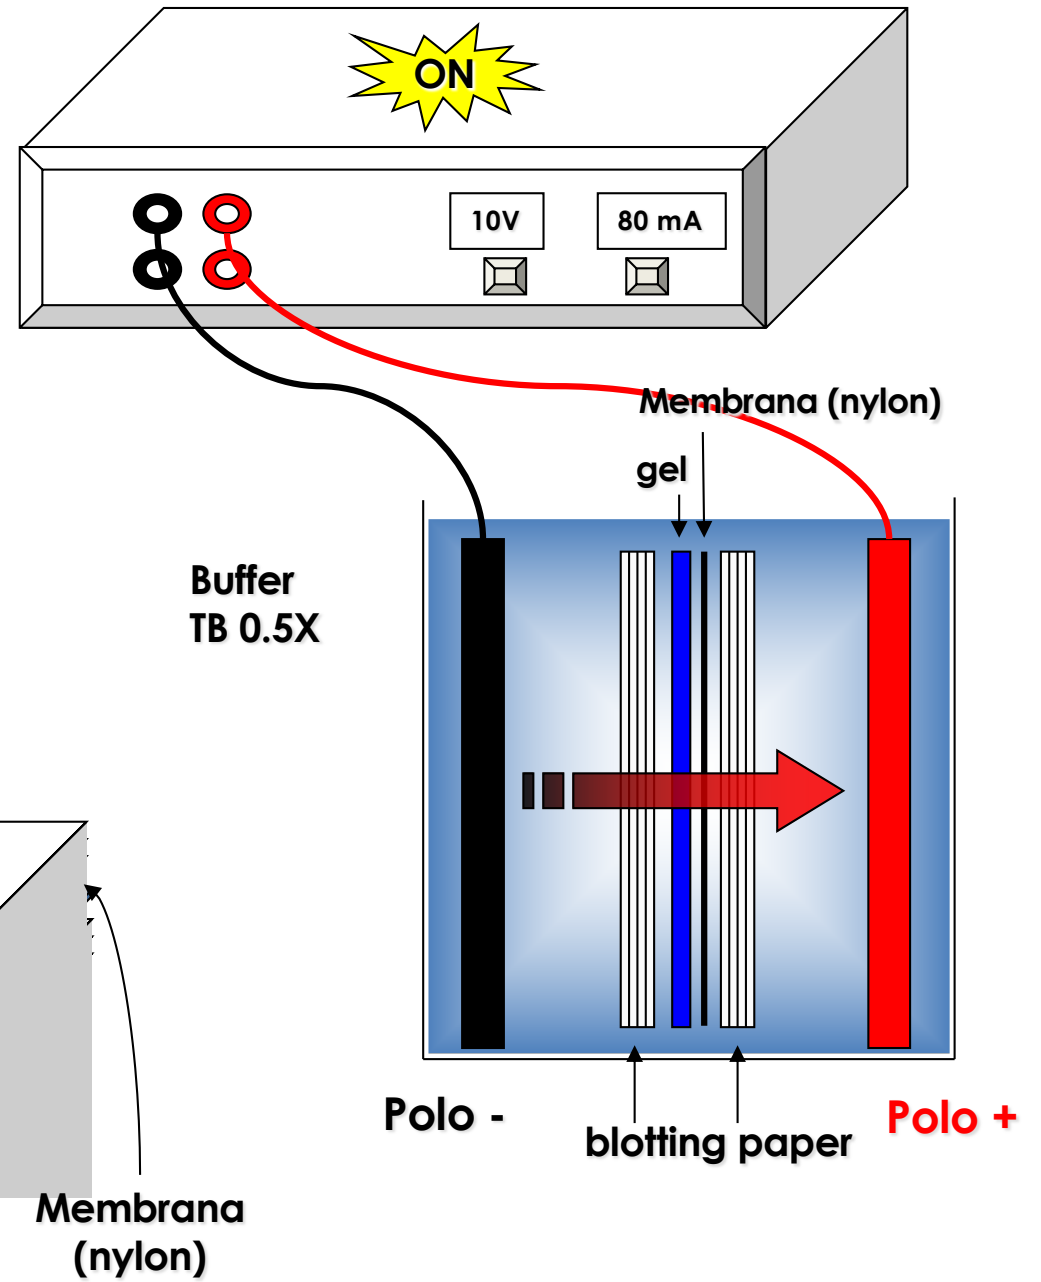 ON
10V
80 mA
Membrana (nylon)
gel
Buffer
TB 0.5X
Polo -
Polo +
blotting paper
Membrana
(nylon)